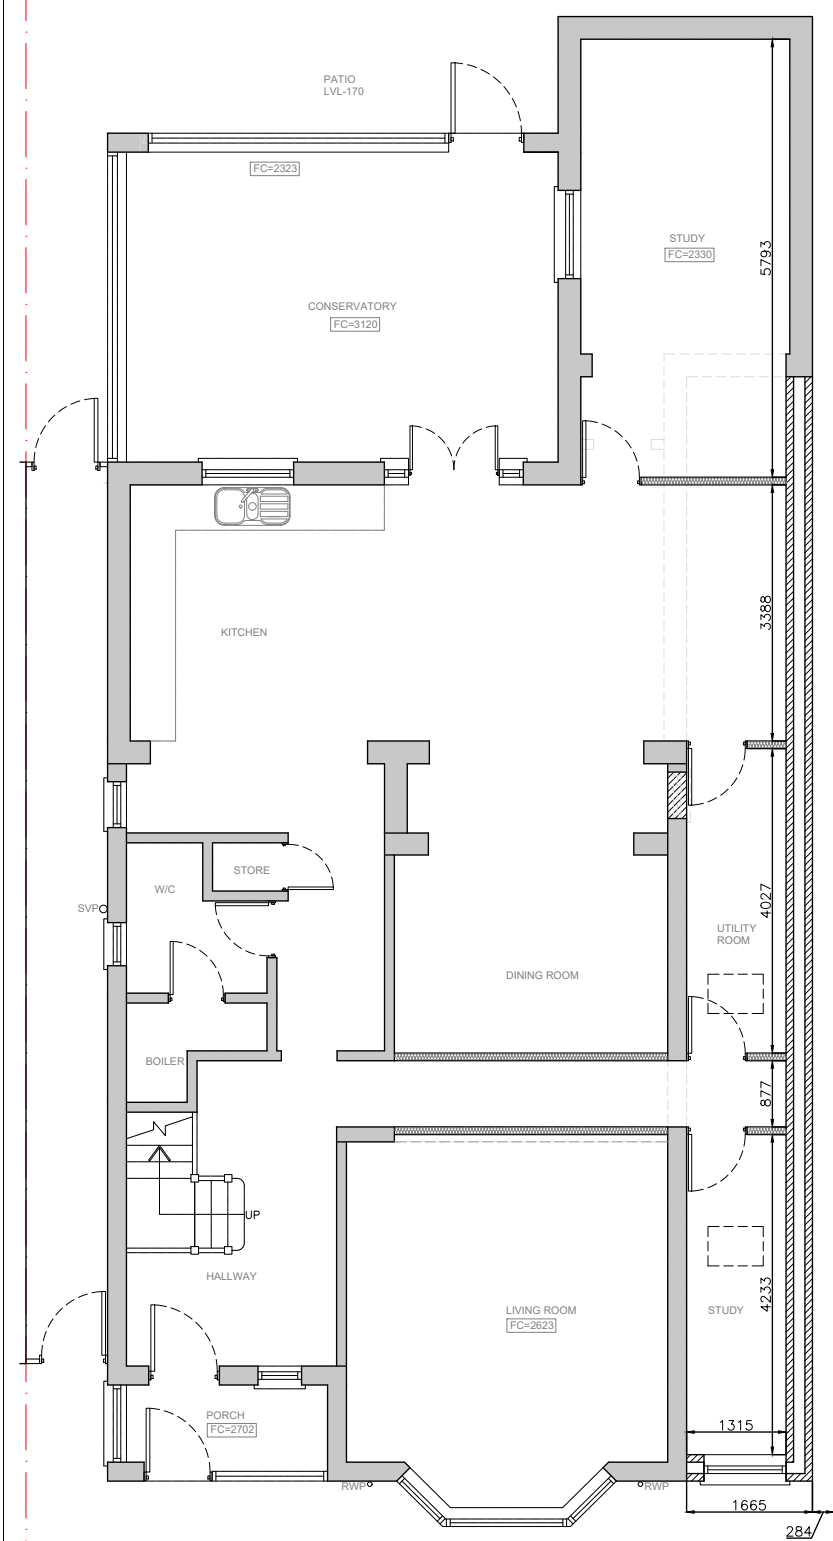 PATIO
LVL-170
FC=2323
STUDY
FC=2330
5793
CONSERVATORY
FC=3120
3388
KITCHEN
STORE
W/C
SVP
4027
UTILITY
ROOM
DINING ROOM
BOILER
877
UP
HALLWAY
LIVING ROOM
FC=2623
STUDY
4233
PORCH
FC=2702
1315
RWP
RWP
1665
284